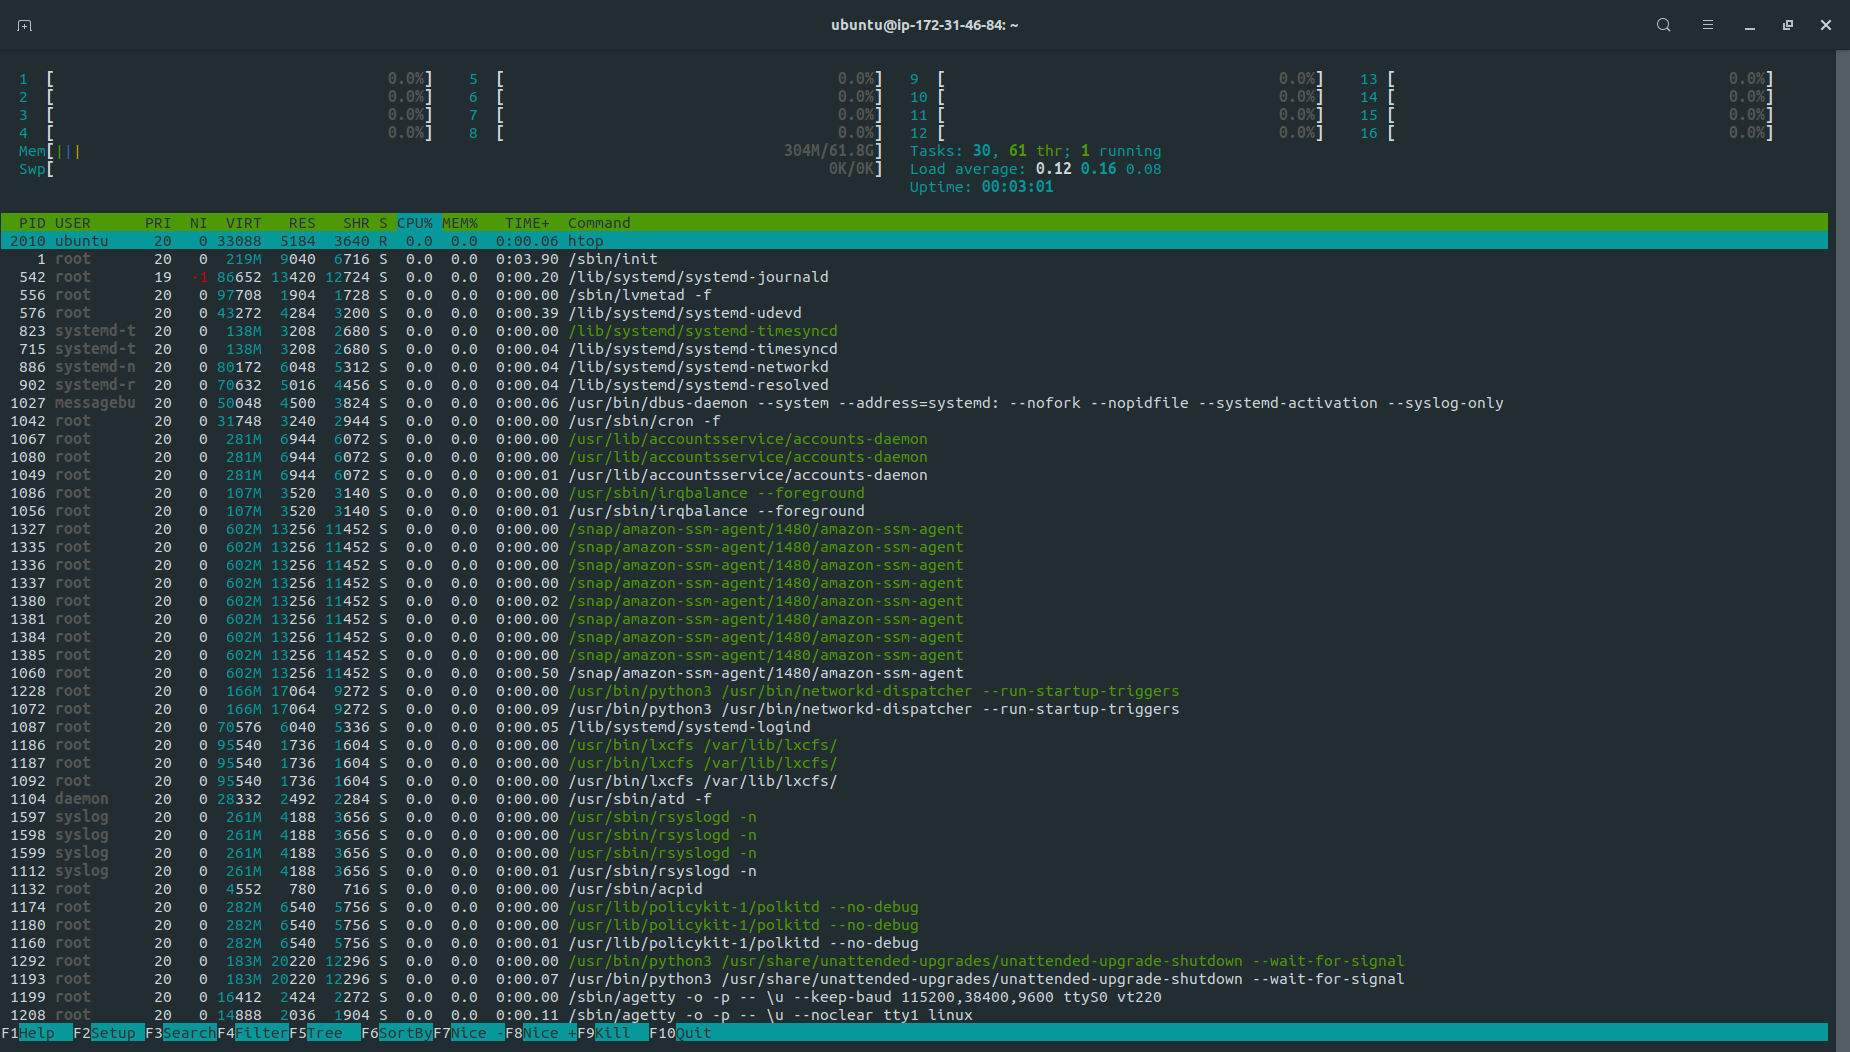 ubuntu@ip-172-31-46-84: ~
1 [ 0.0%] 5 [ 0.0%] 9 [ 0.0%] 13 [ 0.0%]
2 [ 0.0%] 6 [ 0.0%] 10 [ 0.0%] 14 [ 0.0%]
3 [ 0.0%] 7 [ 0.0%] 11 [ 0.0%] 15 [ 0.0%]
4 [ 0.0%] 8 [ 0.0%] 12 [ 0.0%] 16 [ 0.0%]
Mem[||| 304M/61.8G] Tasks: 30, 61 thr; 1 running
Swp[ 0K/0K] Load average: 0.12 0.16 0.08
Uptime: 00:03:01
PID USER PRI NI VIRT RES SHR S CPU% MEM% TIME+ Command
2010 ubuntu 20 0 33088 5184 3640 R 0.0 0.0 0:00.06 htop
1 root 20 0 219M 9040 6716 S 0.0 0.0 0:03.90 /sbin/init
542 root 19 -1 86652 13420 12724 S 0.0 0.0 0:00.20 /lib/systemd/systemd-journald
556 root 20 0 97708 1904 1728 S 0.0 0.0 0:00.00 /sbin/lvmetad -f
576 root 20 0 43272 4284 3200 S 0.0 0.0 0:00.39 /lib/systemd/systemd-udevd
823 systemd-t 20 0 138M 3208 2680 S 0.0 0.0 0:00.00 /lib/systemd/systemd-timesyncd
715 systemd-t 20 0 138M 3208 2680 S 0.0 0.0 0:00.04 /lib/systemd/systemd-timesyncd
886 systemd-n 20 0 80172 6048 5312 S 0.0 0.0 0:00.04 /lib/systemd/systemd-networkd
902 systemd-r 20 0 70632 5016 4456 S 0.0 0.0 0:00.04 /lib/systemd/systemd-resolved
1027 messagebu 20 0 50048 4500 3824 S 0.0 0.0 0:00.06 /usr/bin/dbus-daemon --system --address=systemd: --nofork --nopidfile --systemd-activation --syslog-only
1042 root 20 0 31748 3240 2944 S 0.0 0.0 0:00.00 /usr/sbin/cron -f
1067 root 20 0 281M 6944 6072 S 0.0 0.0 0:00.00 /usr/lib/accountsservice/accounts-daemon
1080 root 20 0 281M 6944 6072 S 0.0 0.0 0:00.00 /usr/lib/accountsservice/accounts-daemon
1049 root 20 0 281M 6944 6072 S 0.0 0.0 0:00.01 /usr/lib/accountsservice/accounts-daemon
1086 root 20 0 107M 3520 3140 S 0.0 0.0 0:00.00 /usr/sbin/irqbalance --foreground
1056 root 20 0 107M 3520 3140 S 0.0 0.0 0:00.01 /usr/sbin/irqbalance --foreground
1327 root 20 0 602M 13256 11452 S 0.0 0.0 0:00.00 /snap/amazon-ssm-agent/1480/amazon-ssm-agent
1335 root 20 0 602M 13256 11452 S 0.0 0.0 0:00.00 /snap/amazon-ssm-agent/1480/amazon-ssm-agent
1336 root 20 0 602M 13256 11452 S 0.0 0.0 0:00.00 /snap/amazon-ssm-agent/1480/amazon-ssm-agent
1337 root 20 0 602M 13256 11452 S 0.0 0.0 0:00.00 /snap/amazon-ssm-agent/1480/amazon-ssm-agent
1380 root 20 0 602M 13256 11452 S 0.0 0.0 0:00.02 /snap/amazon-ssm-agent/1480/amazon-ssm-agent
1381 root 20 0 602M 13256 11452 S 0.0 0.0 0:00.00 /snap/amazon-ssm-agent/1480/amazon-ssm-agent
1384 root 20 0 602M 13256 11452 S 0.0 0.0 0:00.00 /snap/amazon-ssm-agent/1480/amazon-ssm-agent
1385 root 20 0 602M 13256 11452 S 0.0 0.0 0:00.00 /snap/amazon-ssm-agent/1480/amazon-ssm-agent
1060 root 20 0 602M 13256 11452 S 0.0 0.0 0:00.50 /snap/amazon-ssm-agent/1480/amazon-ssm-agent
1228 root 20 0 166M 17064 9272 S 0.0 0.0 0:00.00 /usr/bin/python3 /usr/bin/networkd-dispatcher --run-startup-triggers
1072 root 20 0 166M 17064 9272 S 0.0 0.0 0:00.09 /usr/bin/python3 /usr/bin/networkd-dispatcher --run-startup-triggers
1087 root 20 0 70576 6040 5336 S 0.0 0.0 0:00.05 /lib/systemd/systemd-logind
1186 root 20 0 95540 1736 1604 S 0.0 0.0 0:00.00 /usr/bin/lxcfs /var/lib/lxcfs/
1187 root 20 0 95540 1736 1604 S 0.0 0.0 0:00.00 /usr/bin/lxcfs /var/lib/lxcfs/
1092 root 20 0 95540 1736 1604 S 0.0 0.0 0:00.00 /usr/bin/lxcfs /var/lib/lxcfs/
1104 daemon 20 0 28332 2492 2284 S 0.0 0.0 0:00.00 /usr/sbin/atd -f
1597 syslog 20 0 261M 4188 3656 S 0.0 0.0 0:00.00 /usr/sbin/rsyslogd -n
1598 syslog 20 0 261M 4188 3656 S 0.0 0.0 0:00.00 /usr/sbin/rsyslogd -n
1599 syslog 20 0 261M 4188 3656 S 0.0 0.0 0:00.00 /usr/sbin/rsyslogd -n
1112 syslog 20 0 261M 4188 3656 S 0.0 0.0 0:00.01 /usr/sbin/rsyslogd -n
1132 root 20 0 4552 780 716 S 0.0 0.0 0:00.00 /usr/sbin/acpid
1174 root 20 0 282M 6540 5756 S 0.0 0.0 0:00.00 /usr/lib/policykit-1/polkitd --no-debug
1180 root 20 0 282M 6540 5756 S 0.0 0.0 0:00.00 /usr/lib/policykit-1/polkitd --no-debug
1160 root 20 0 282M 6540 5756 S 0.0 0.0 0:00.01 /usr/lib/policykit-1/polkitd --no-debug
1292 root 20 0 183M 20220 12296 S 0.0 0.0 0:00.00 /usr/bin/python3 /usr/share/unattended-upgrades/unattended-upgrade-shutdown --wait-for-signal
1193 root 20 0 183M 20220 12296 S 0.0 0.0 0:00.07 /usr/bin/python3 /usr/share/unattended-upgrades/unattended-upgrade-shutdown --wait-for-signal
1199 root 20 0 16412 2424 2272 S 0.0 0.0 0:00.00 /sbin/agetty -o -p -- \u --keep-baud 115200,38400,9600 ttyS0 vt220
1208 root 20 0 14888 2036 1904 S 0.0 0.0 0:00.11 /sbin/agetty -o -p -- \u --noclear tty1 linux
F1Help F2Setup F3SearchF4FilterF5Tree F6SortByF7Nice -F8Nice +F9Kill F10Quit